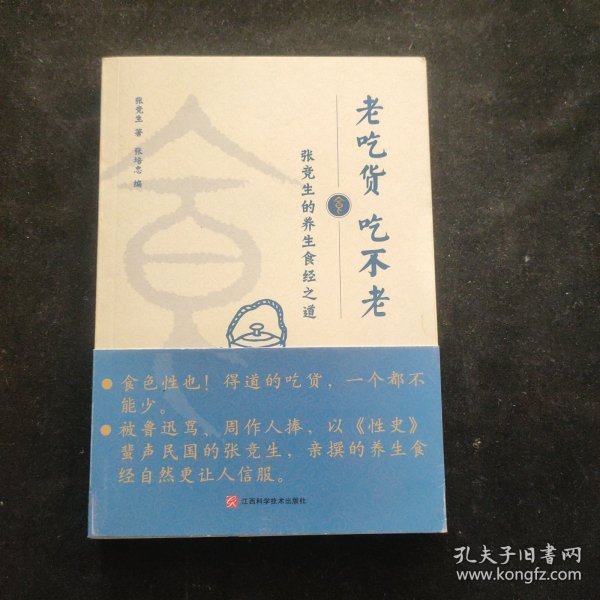 老吃货 吃不老
张竞生的养生食经之道
张竞生 著 张培忠 编
食
●食色性也！得道的吃货，一个都不
能少。
●被鲁迅骂、周作人捧，以《性史》
蜚声民国的张竞生，亲撰的养生食
经自然更让人信服。
江西科学技术出版社
孔夫子旧书网
www.kongfz.com